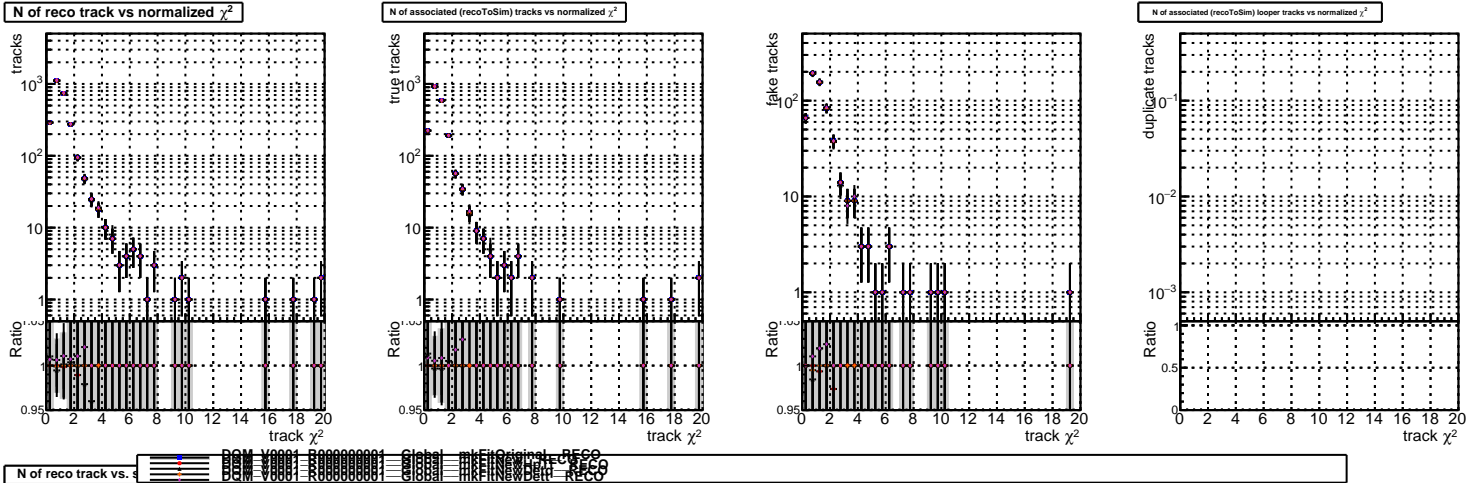 N of reco track vs normalized χ²
N of associated (recoToSim) tracks vs normalized χ²
N of associated (recoToSim) looper tracks vs normalized χ²
tracks
10³
10²
10
1
Ratio
1
0.95
0 2 4 6 8 10 12 14 16 18 20
track χ²
true tracks
10³
10²
10
1
Ratio
1
0.95
0 2 4 6 8 10 12 14 16 18 20
track χ²
fake tracks
10²
10
1
Ratio
1
0.95
0 2 4 6 8 10 12 14 16 18 20
track χ²
duplicate tracks
10⁻¹
10⁻²
10⁻³
Ratio
1
0.5
0
0 2 4 6 8 10 12 14 16 18 20
track χ²
N of reco track vs. s
DQM_V0001_R000000001__Global__mkFitOriginal__RECO
DQM_V0001_R000000001__Global__mkFitNewDett__RECO